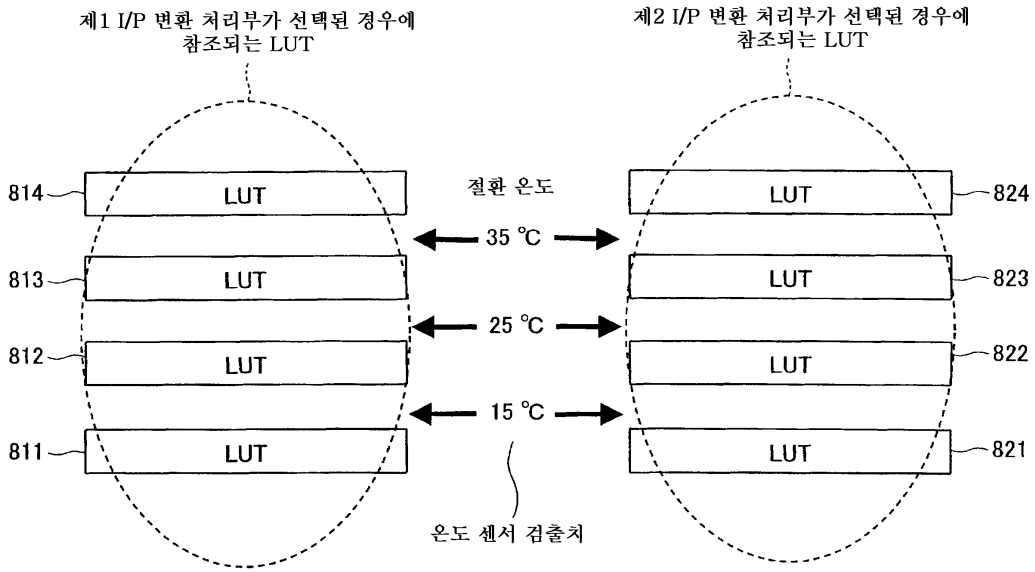 제1 I/P 변환 처리부가 선택된 경우에
참조되는 LUT
제2 I/P 변환 처리부가 선택된 경우에
참조되는 LUT
814
LUT
절환 온도
LUT
824
35 ℃
813
LUT
LUT
823
25 ℃
812
LUT
LUT
822
15 ℃
811
LUT
LUT
821
온도 센서 검출치